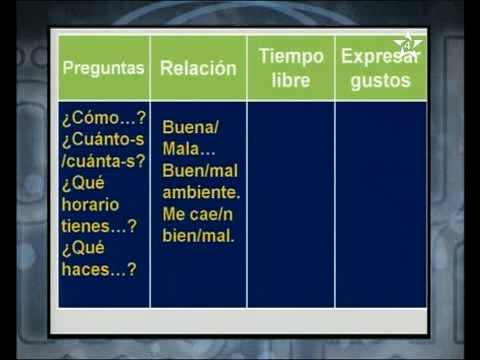 Preguntas
Relación
Tiempo
libre
Expresar
gustos
¿Cómo…?
¿Cuánto-s
/cuánta-s?
¿Qué
horario
tienes…?
¿Qué
haces…?
Buena/
Mala…
Buen/mal
ambiente.
Me cae/n
bien/mal.
4